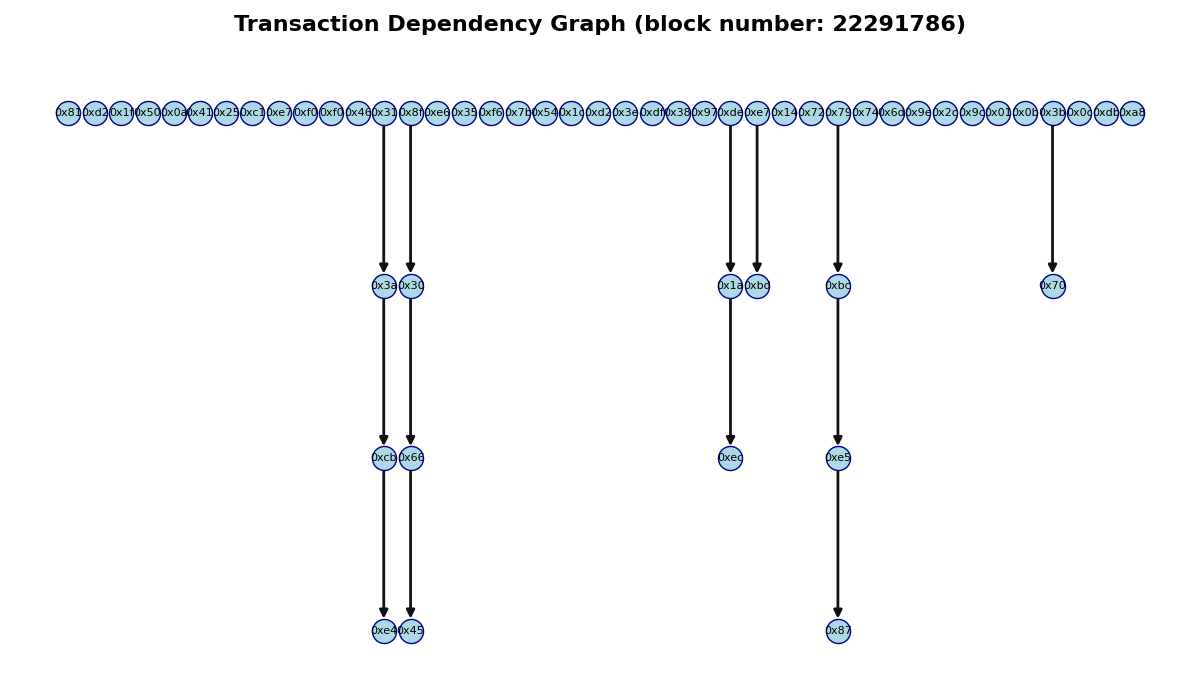 Transaction Dependency Graph (block number: 22291786)
0x81 0xd2 0x1f 0x50 0x0a 0x41 0x25 0xc1 0xe7 0xf0 0xf0 0x46 0x31 0x8f 0xe6 0x35 0xf6 0x7b 0x54 0x1c 0xd2 0x3e 0xdf 0x38 0x97 0xde 0xe7 0x14 0x72 0x79 0x74 0x6d 0x9e 0x2c 0x9c 0x01 0x0b 0x3b 0x0c 0xdb 0xa8
0x3a 0x30 0x1a 0xbd 0xbc 0x70
0xcb 0x66 0xec 0xe5
0xe4 0x45 0x87